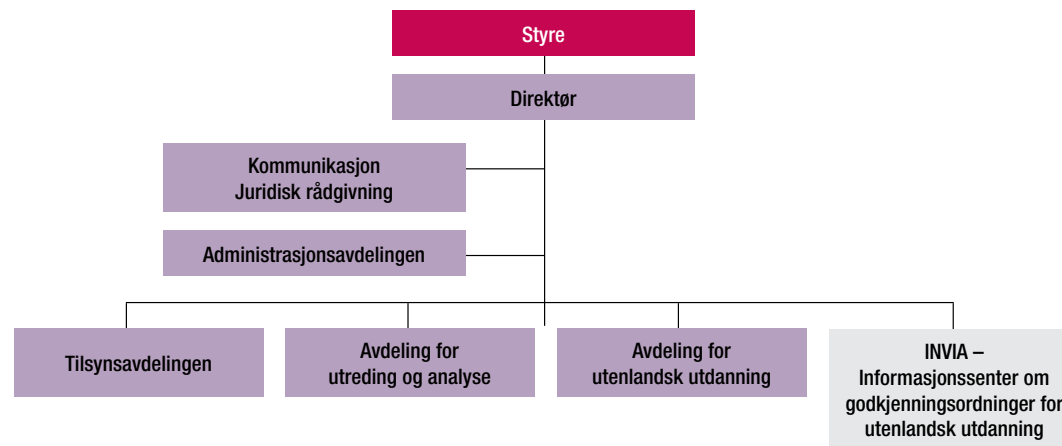 Styre
Direktør
Kommunikasjon
Juridisk rådgivning
Administrasjonsavdelingen
Tilsynsavdelingen
Avdeling for
utreding og analyse
Avdeling for
utenlandsk utdanning
INVIA –
Informasjonssenter om
godkjenningsordninger for
utenlandsk utdanning